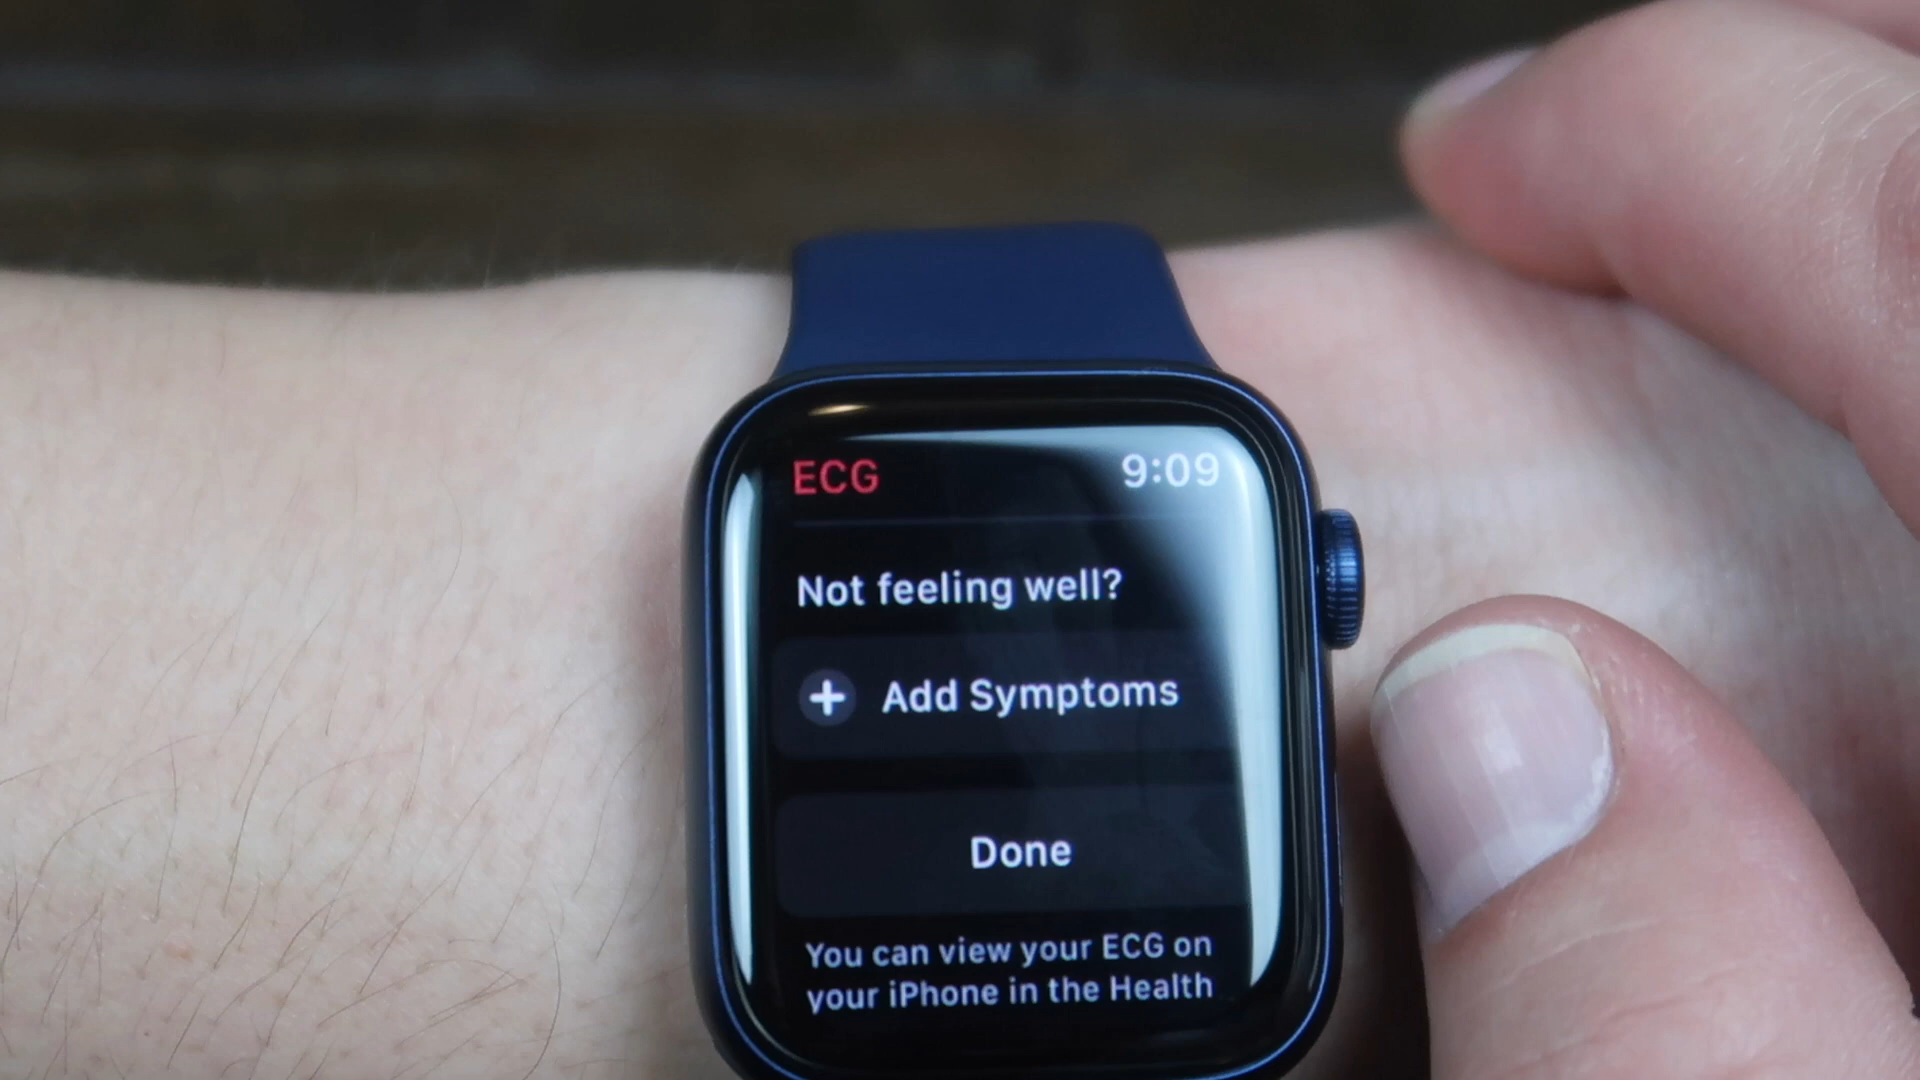 ECG 9:09
Not feeling well?
+ Add Symptoms
Done
You can view your ECG on
your iPhone in the Health